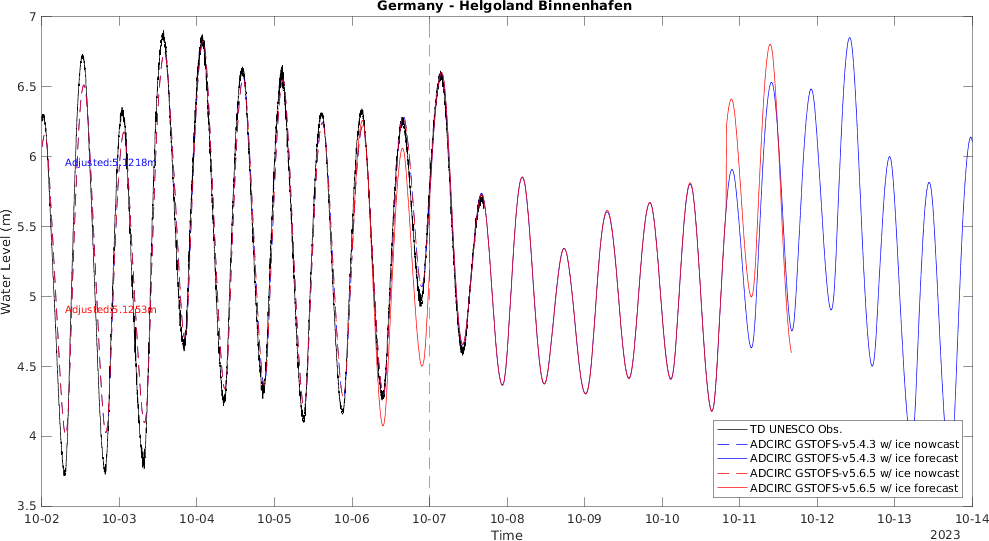 Germany - Helgoland Binnenhafen
7
6.5
6
5.5
5
4.5
4
3.5
Water Level (m)
Adjusted:5.1218m
Adjusted:5.1253m
TD UNESCO Obs.
ADCIRC GSTOFS-v5.4.3 w/ ice nowcast
ADCIRC GSTOFS-v5.4.3 w/ ice forecast
ADCIRC GSTOFS-v5.6.5 w/ ice nowcast
ADCIRC GSTOFS-v5.6.5 w/ ice forecast
10-02 10-03 10-04 10-05 10-06 10-07 10-08 10-09 10-10 10-11 10-12 10-13 10-14
Time
2023